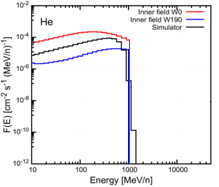 10⁻²
10⁻⁴
10⁻⁶
10⁻⁸
10⁻¹⁰
10⁻¹²
F(E) [cm⁻² s⁻¹ (MeV/n)⁻¹]
He
Inner field W0
Inner field W190
Simulator
10 100 1000 10000
Energy [MeV/n]